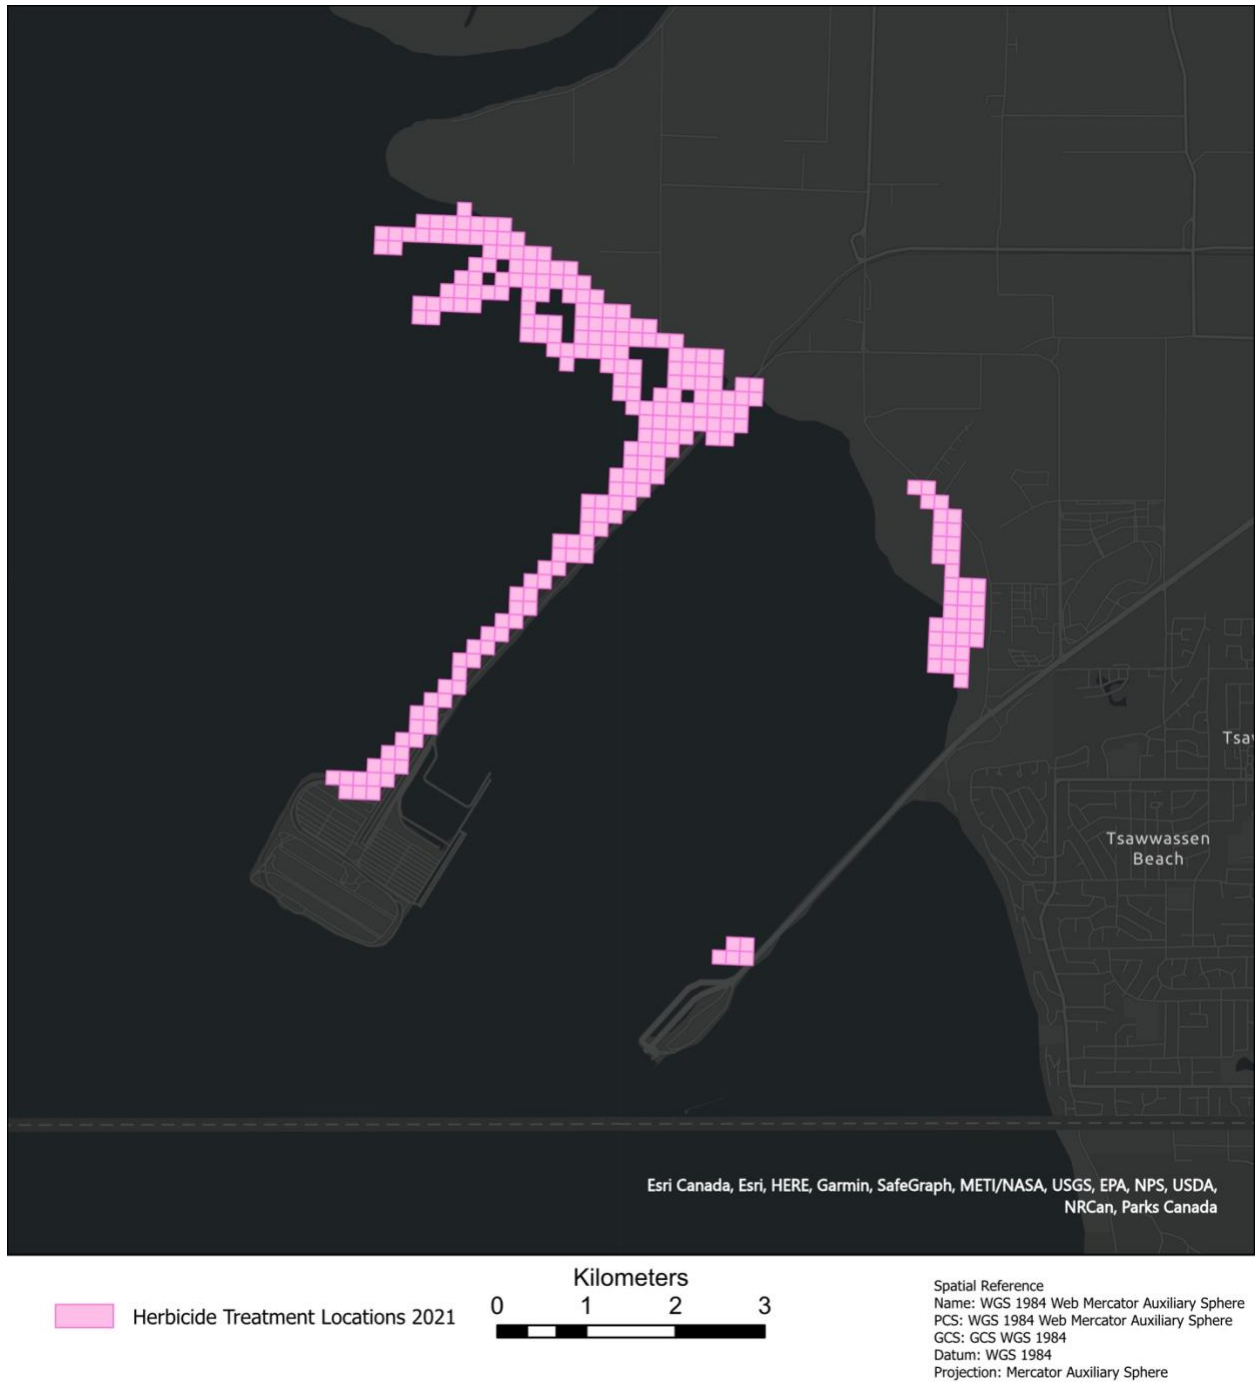 Tsaw
Tsawwassen
Beach
Esri Canada, Esri, HERE, Garmin, SafeGraph, METI/NASA, USGS, EPA, NPS, USDA,
NRCan, Parks Canada
Herbicide Treatment Locations 2021
Kilometers
0 1 2 3
Spatial Reference
Name: WGS 1984 Web Mercator Auxiliary Sphere
PCS: WGS 1984 Web Mercator Auxiliary Sphere
GCS: GCS WGS 1984
Datum: WGS 1984
Projection: Mercator Auxiliary Sphere